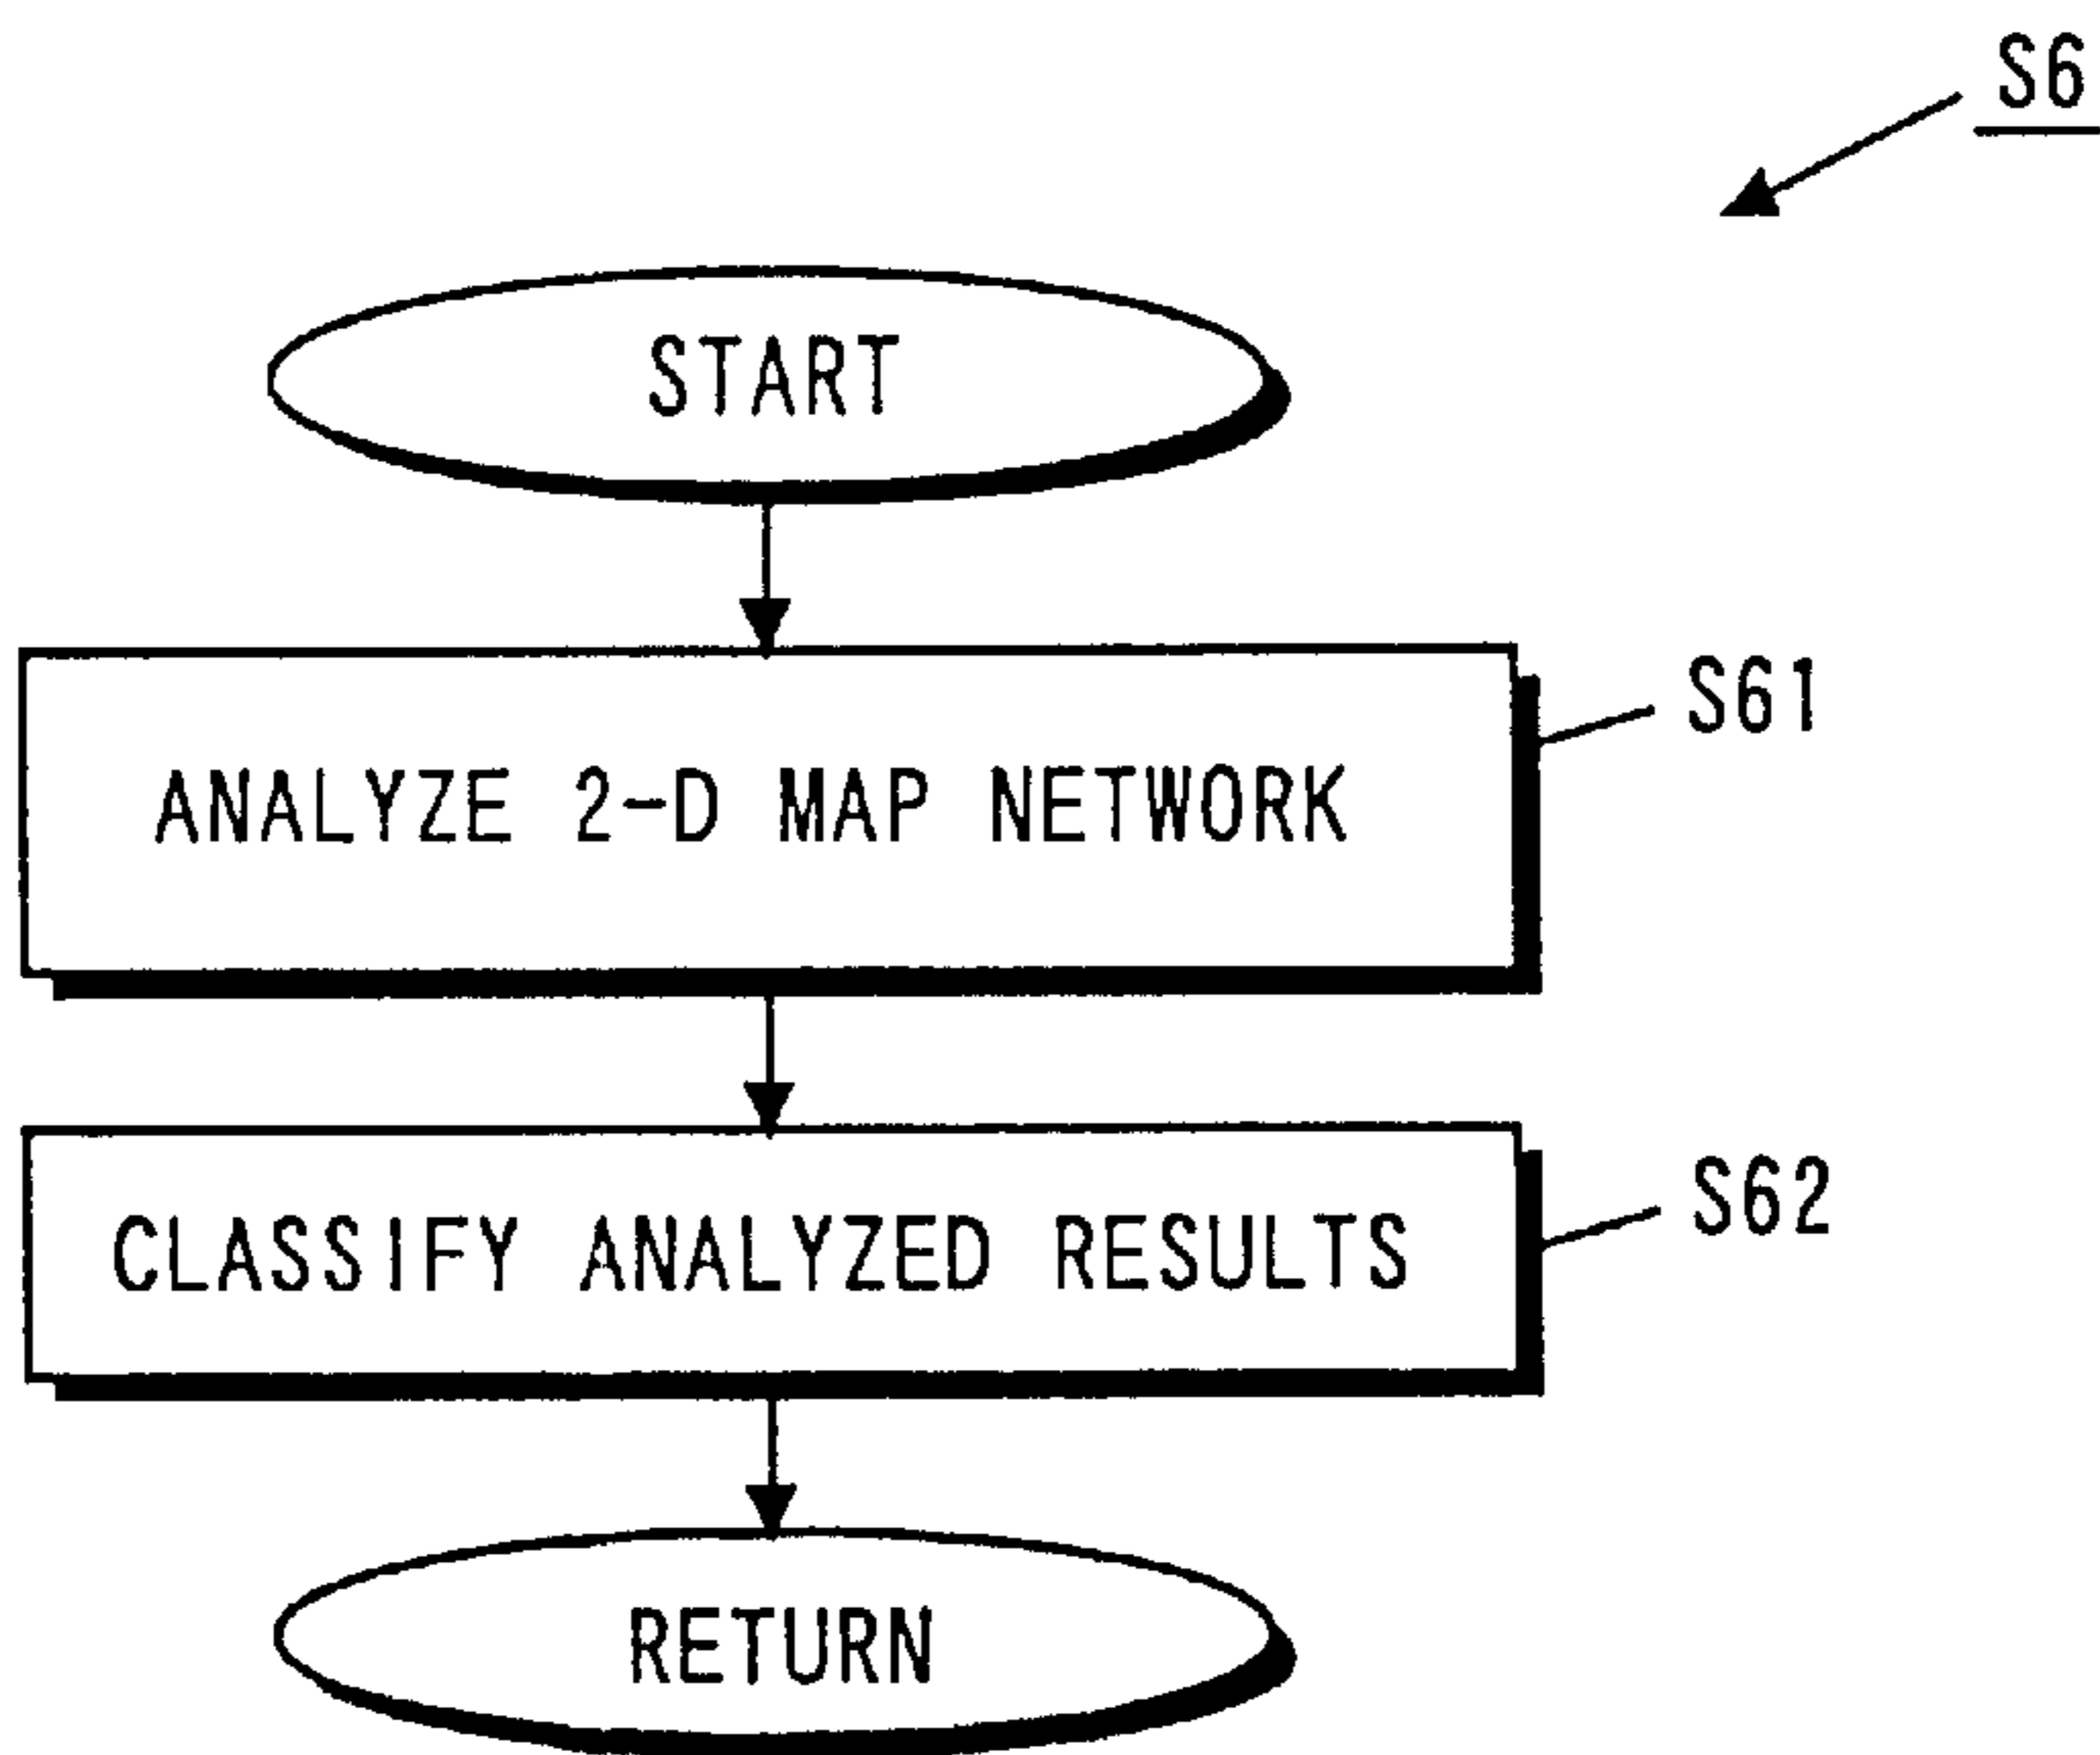 S6
START
ANALYZE 2-D MAP NETWORK
S61
CLASSIFY ANALYZED RESULTS
S62
RETURN